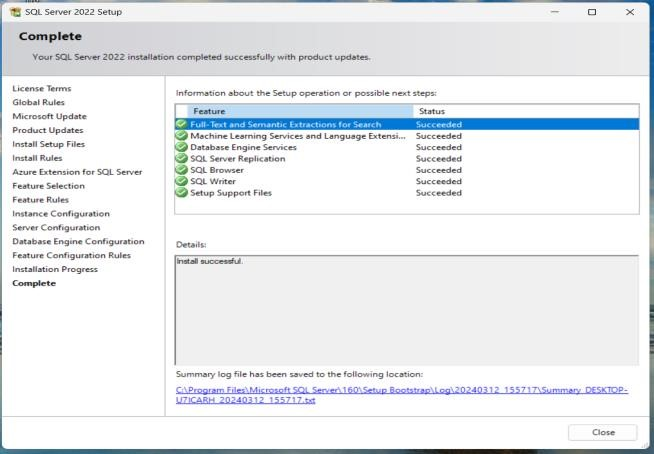 SQL Server 2022 Setup
Complete
Your SQL Server 2022 installation completed successfully with product updates.
License Terms
Global Rules
Microsoft Update
Product Updates
Install Setup Files
Install Rules
Azure Extension for SQL Server
Feature Selection
Feature Rules
Instance Configuration
Server Configuration
Database Engine Configuration
Feature Configuration Rules
Installation Progress
Complete
Information about the Setup operation or possible next steps:
Feature Status
Full-Text and Semantic Extractions for Search Succeeded
Machine Learning Services and Language Extensi... Succeeded
Database Engine Services Succeeded
SQL Server Replication Succeeded
SQL Browser Succeeded
SQL Writer Succeeded
Setup Support Files Succeeded
Details:
Install successful.
Summary log file has been saved to the following location:
C:\Program Files\Microsoft SQL Server\160\Setup Bootstrap\Log\20240312_155717\Summary_DESKTOP-
U7ICARH_20240312_155717.txt
Close